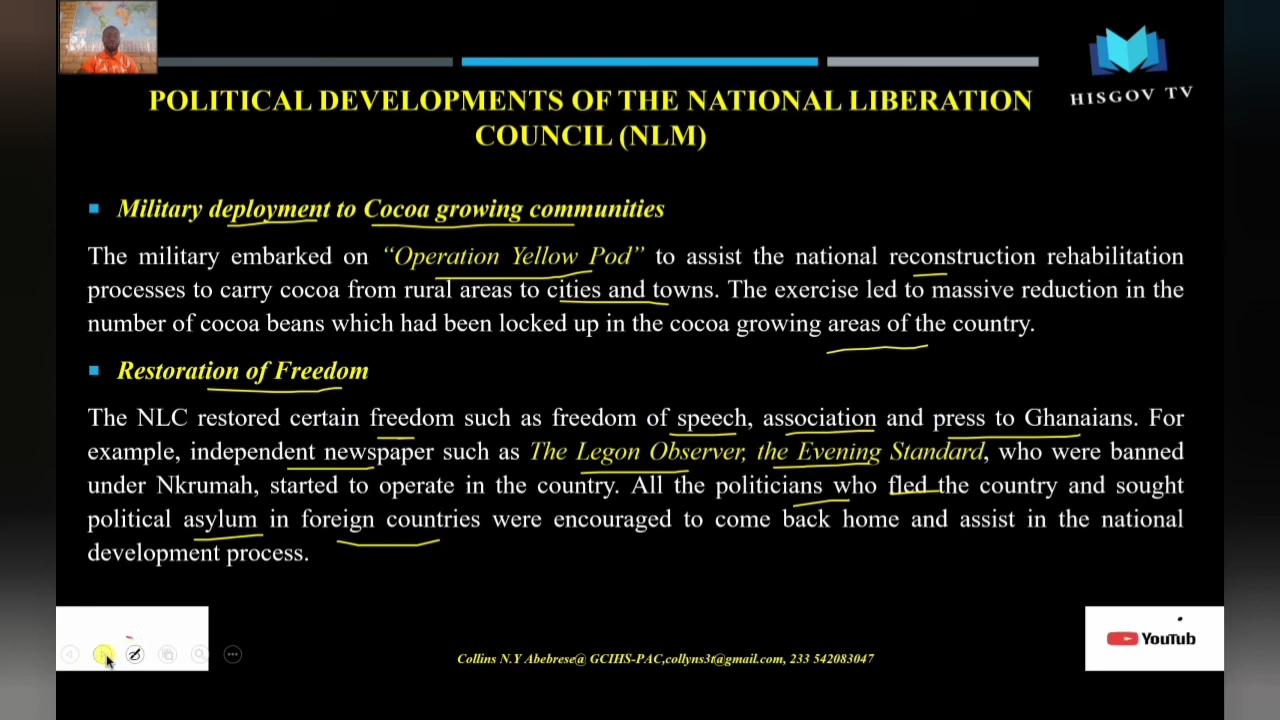 HISGOV TV
POLITICAL DEVELOPMENTS OF THE NATIONAL LIBERATION
COUNCIL (NLM)
Military deployment to Cocoa growing communities
The military embarked on “Operation Yellow Pod” to assist the national reconstruction rehabilitation
processes to carry cocoa from rural areas to cities and towns. The exercise led to massive reduction in the
number of cocoa beans which had been locked up in the cocoa growing areas of the country.
Restoration of Freedom
The NLC restored certain freedom such as freedom of speech, association and press to Ghanaians. For
example, independent newspaper such as The Legon Observer, the Evening Standard, who were banned
under Nkrumah, started to operate in the country. All the politicians who fled the country and sought
political asylum in foreign countries were encouraged to come back home and assist in the national
development process.
Collins N.Y Abebrese@ GCIHS-PAC,collyns3t@gmail.com, 233 542083047
YouTub